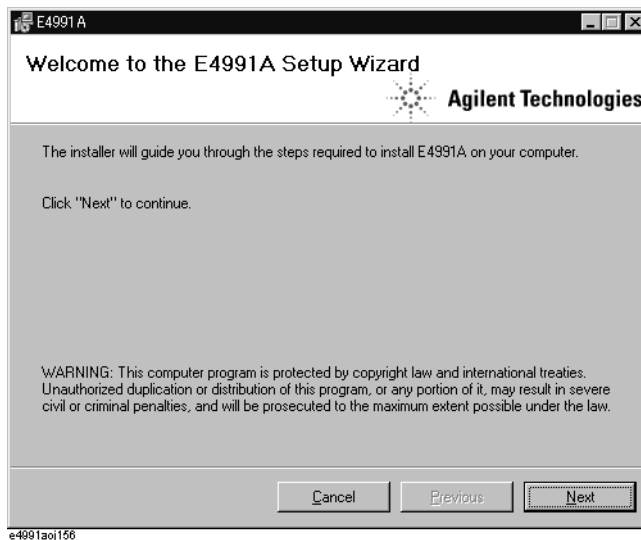 E4991A
Welcome to the E4991A Setup Wizard
Agilent Technologies
The installer will guide you through the steps required to install E4991A on your computer.
Click "Next" to continue.
WARNING: This computer program is protected by copyright law and international treaties.
Unauthorized duplication or distribution of this program, or any portion of it, may result in severe
civil or criminal penalties, and will be prosecuted to the maximum extent possible under the law.
Cancel
Previous
Next
e4991aoj156